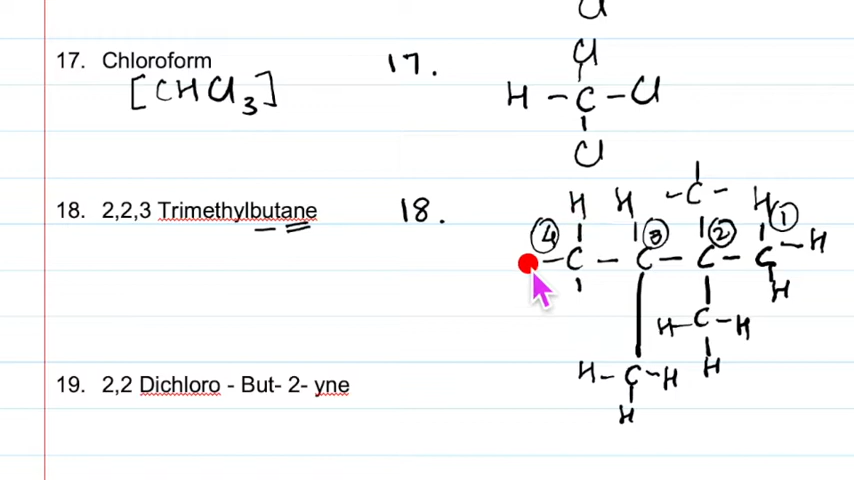 Cl
17. Chloroform 17.
[CHCl3]
Cl
H - C - Cl
Cl
18. 2,2,3 Trimethylbutane 18.
- C -
H H H
4 3 2 1
- C - C - C - C - H
H
H - C - H
H
H - C - H
H
19. 2,2 Dichloro - But- 2- yne